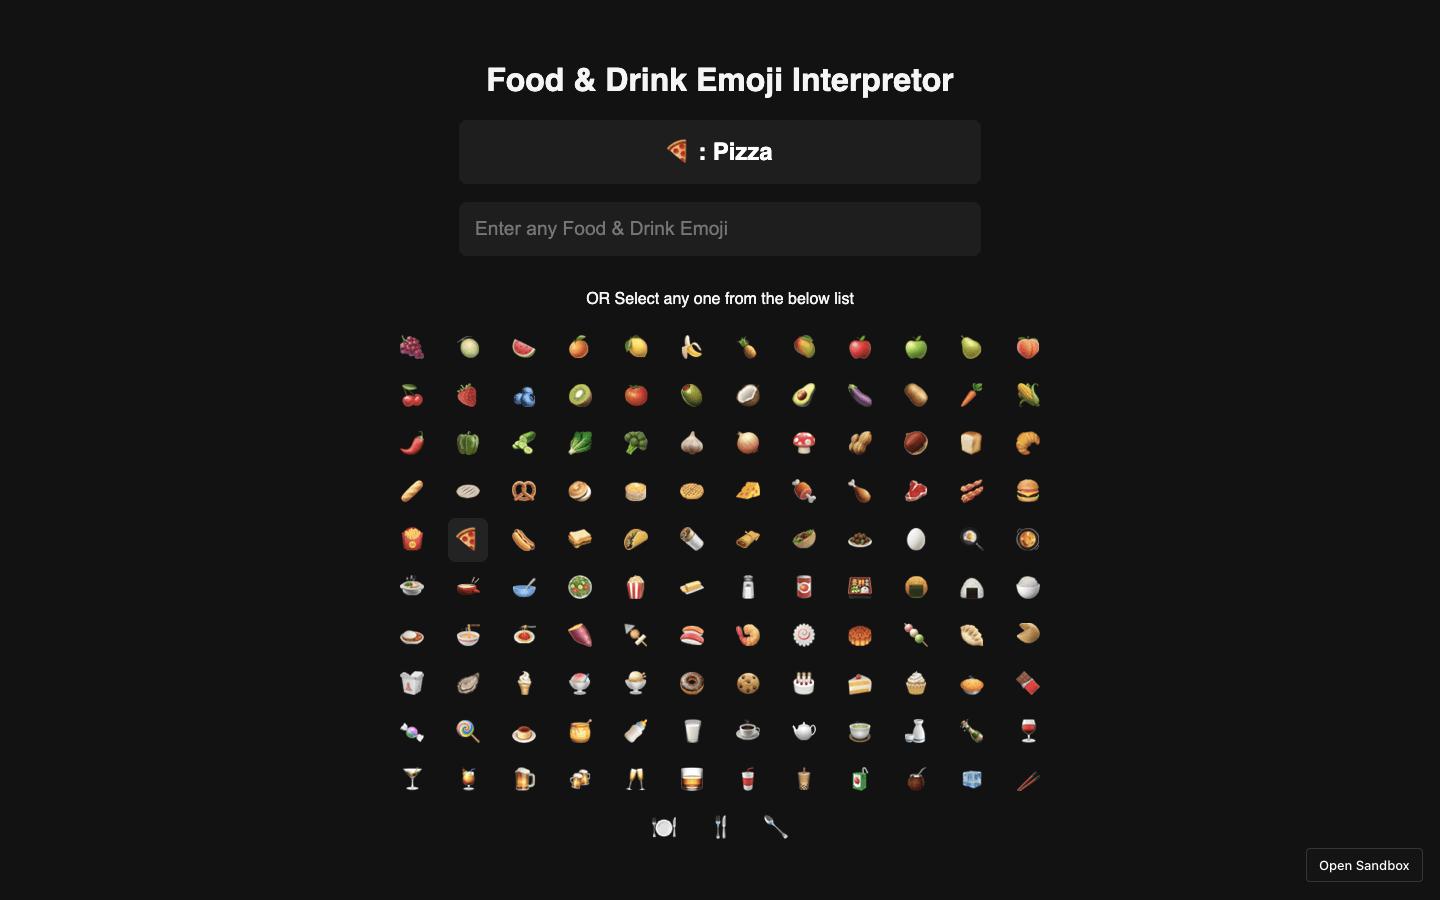 Food & Drink Emoji Interpretor
🍕 : Pizza
Enter any Food & Drink Emoji
OR Select any one from the below list
Open Sandbox